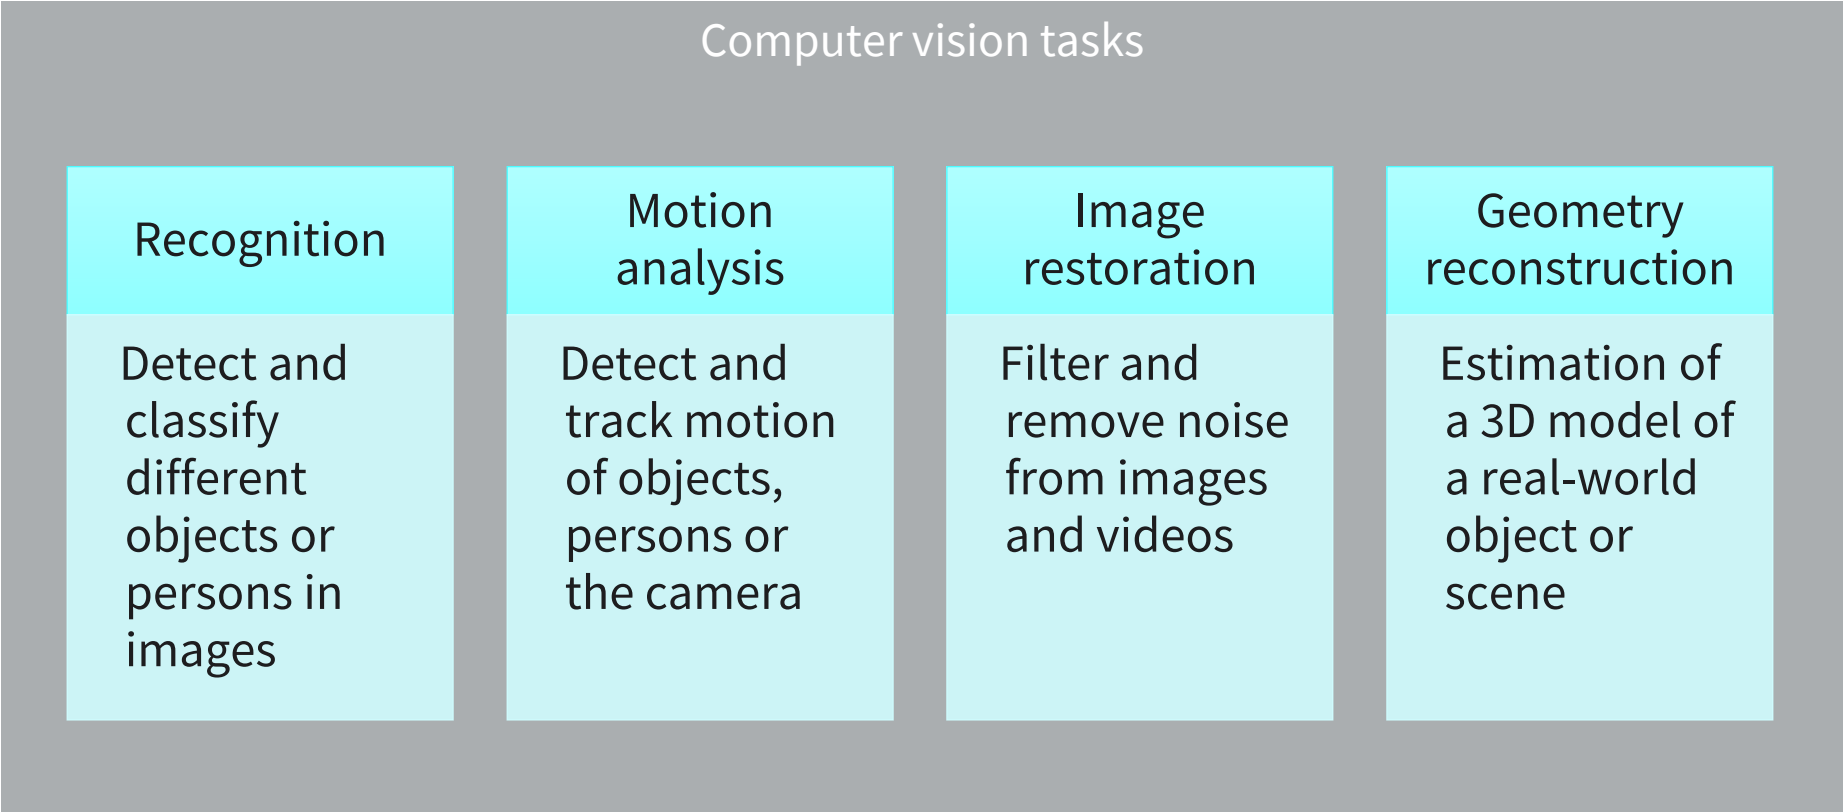 Computer vision tasks
Recognition
Detect and
classify
different
objects or
persons in
images
Motion
analysis
Detect and
track motion
of objects,
persons or
the camera
Image
restoration
Filter and
remove noise
from images
and videos
Geometry
reconstruction
Estimation of
a 3D model of
a real-world
object or
scene